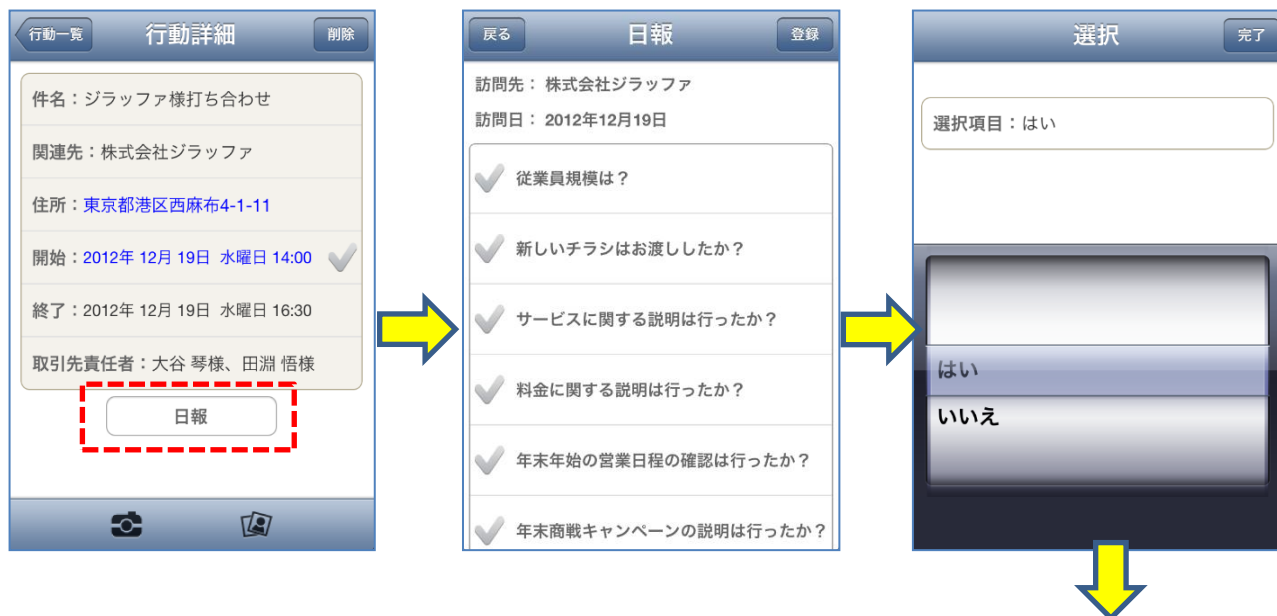 行動一覧
行動詳細
削除
件名：ジラッファ様打ち合わせ
関連先：株式会社ジラッファ
住所：東京都港区西麻布4-1-11
開始：2012年 12月 19日 水曜日 14:00
終了：2012年 12月 19日 水曜日 16:30
取引先責任者：大谷 琴様、田淵 悟様
日報
戻る
日報
登録
訪問先： 株式会社ジラッファ
訪問日： 2012年12月19日
従業員規模は？
新しいチラシはお渡ししたか？
サービスに関する説明は行ったか？
料金に関する説明は行ったか？
年末年始の営業日程の確認は行ったか？
年末商戦キャンペーンの説明は行ったか？
選択
完了
選択項目：はい
はい
いいえ